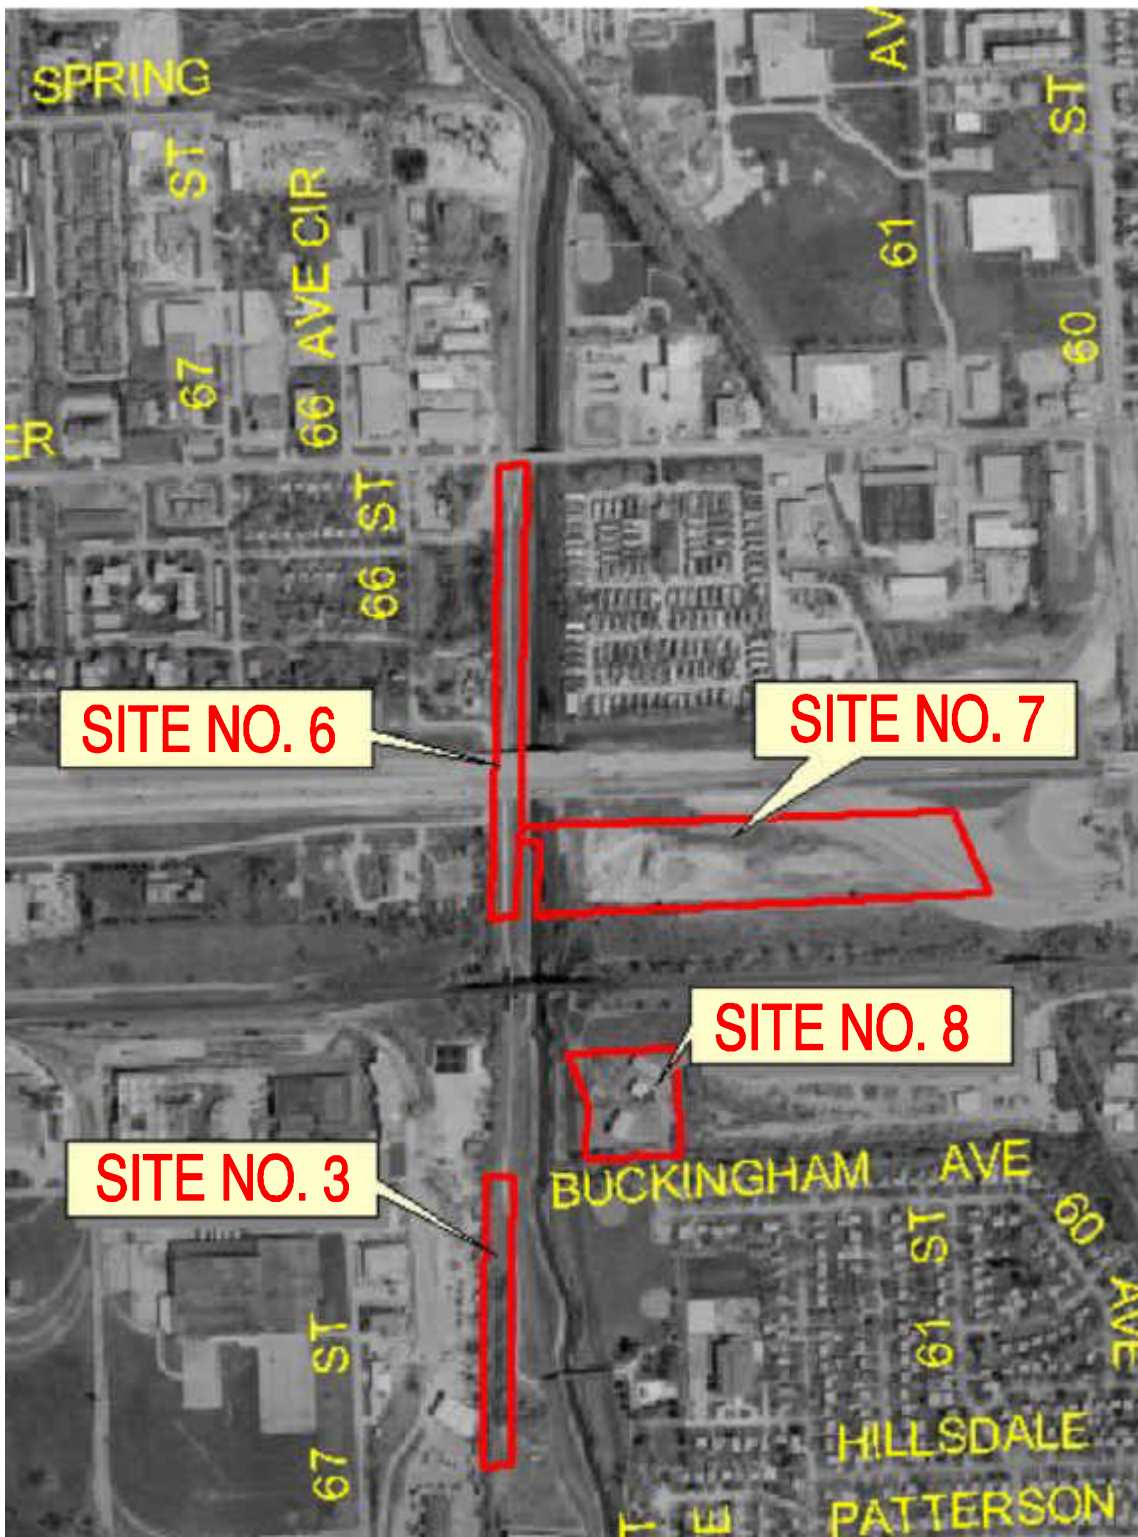 SPRING
AV
ST
ST
66 AVE CIR
61
60
67
ER
66 ST
SITE NO. 6
SITE NO. 7
SITE NO. 8
SITE NO. 3
BUCKINGHAM AVE
60 AVE
61 ST
67 ST
HILLSDALE
PATTERSON
T
E